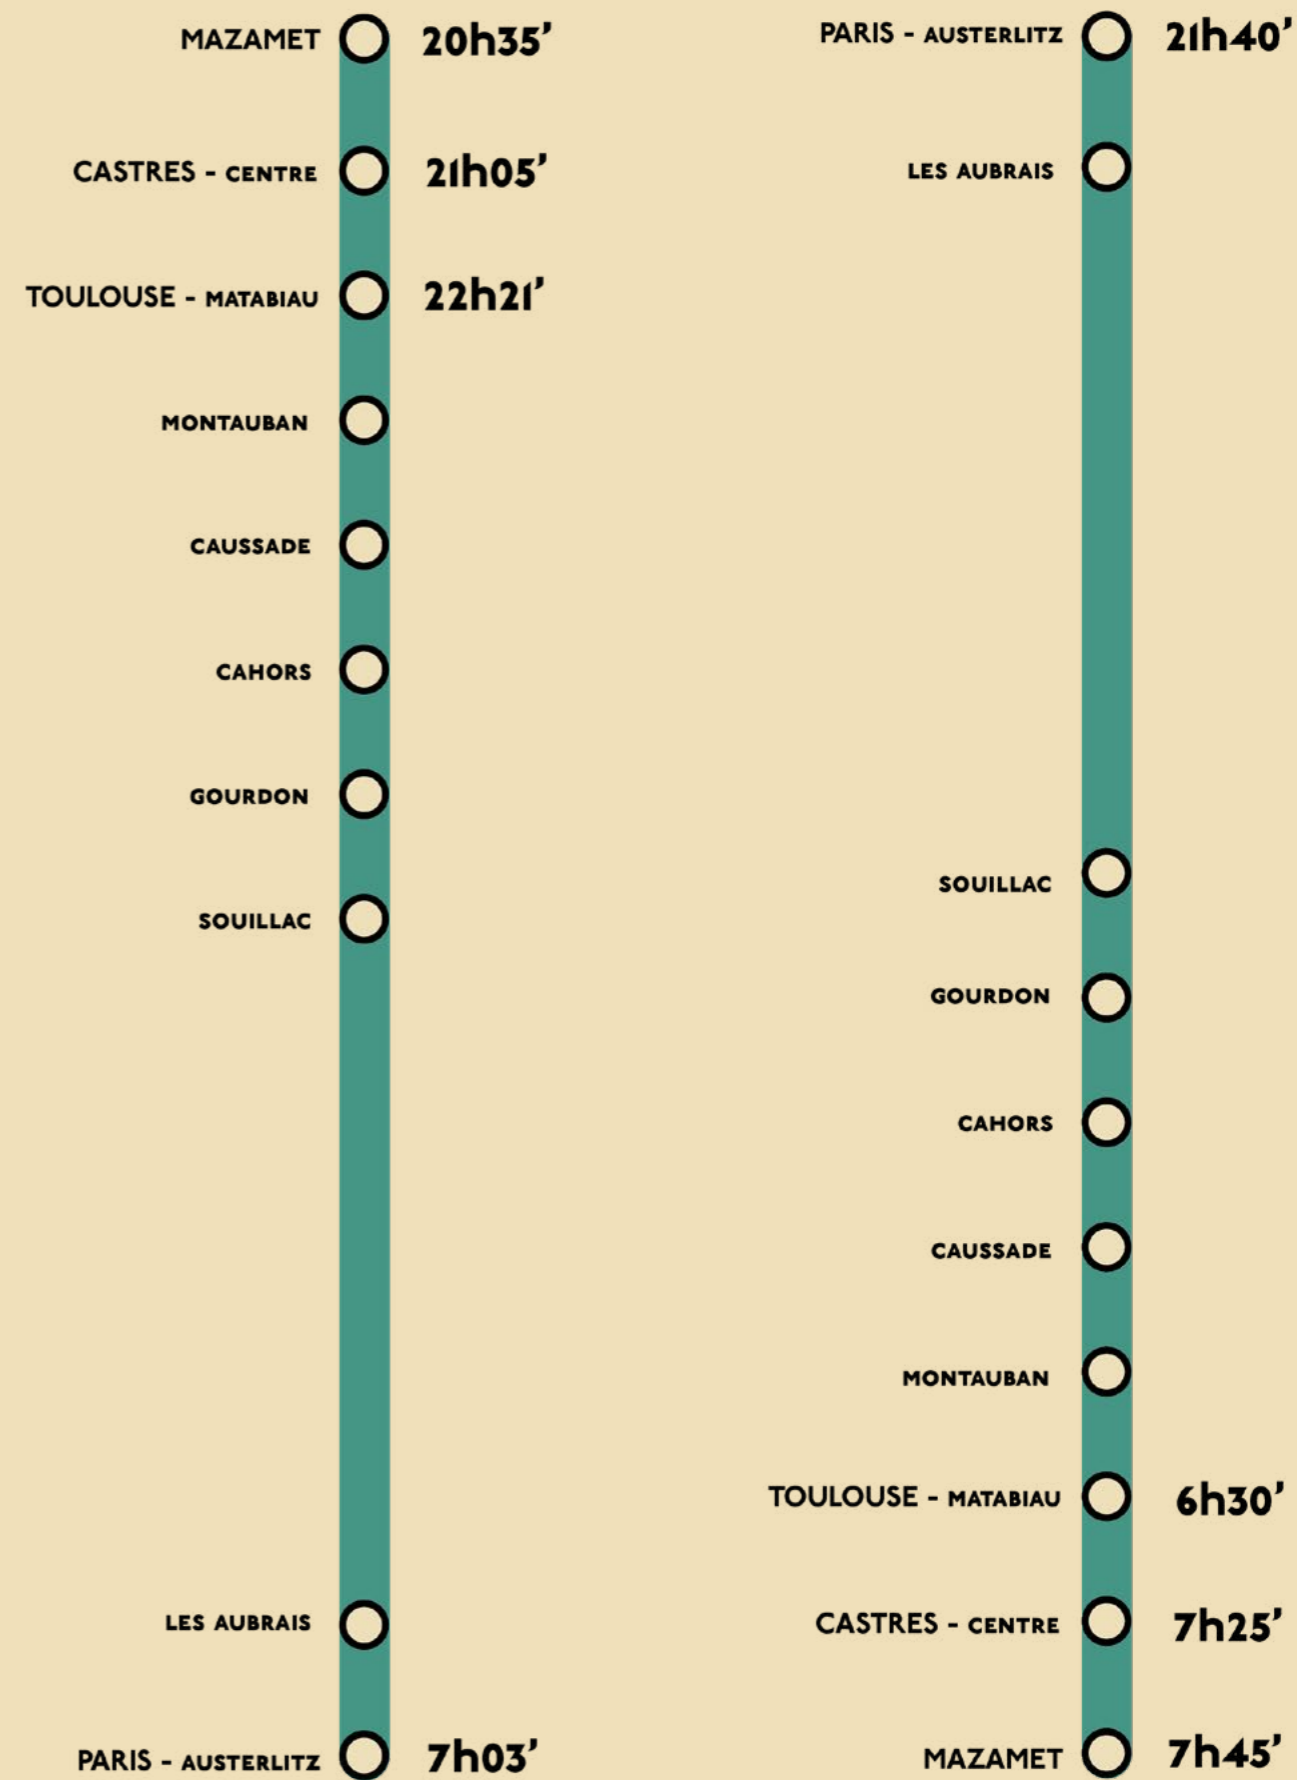 MAZAMET 20h35’
CASTRES - CENTRE 21h05’
TOULOUSE - MATABIAU 22h21’
MONTAUBAN
CAUSSADE
CAHORS
GOURDON
SOUILLAC
LES AUBRAIS
PARIS - AUSTERLITZ 7h03’
PARIS - AUSTERLITZ 21h40’
LES AUBRAIS
SOUILLAC
GOURDON
CAHORS
CAUSSADE
MONTAUBAN
TOULOUSE - MATABIAU 6h30’
CASTRES - CENTRE 7h25’
MAZAMET 7h45’